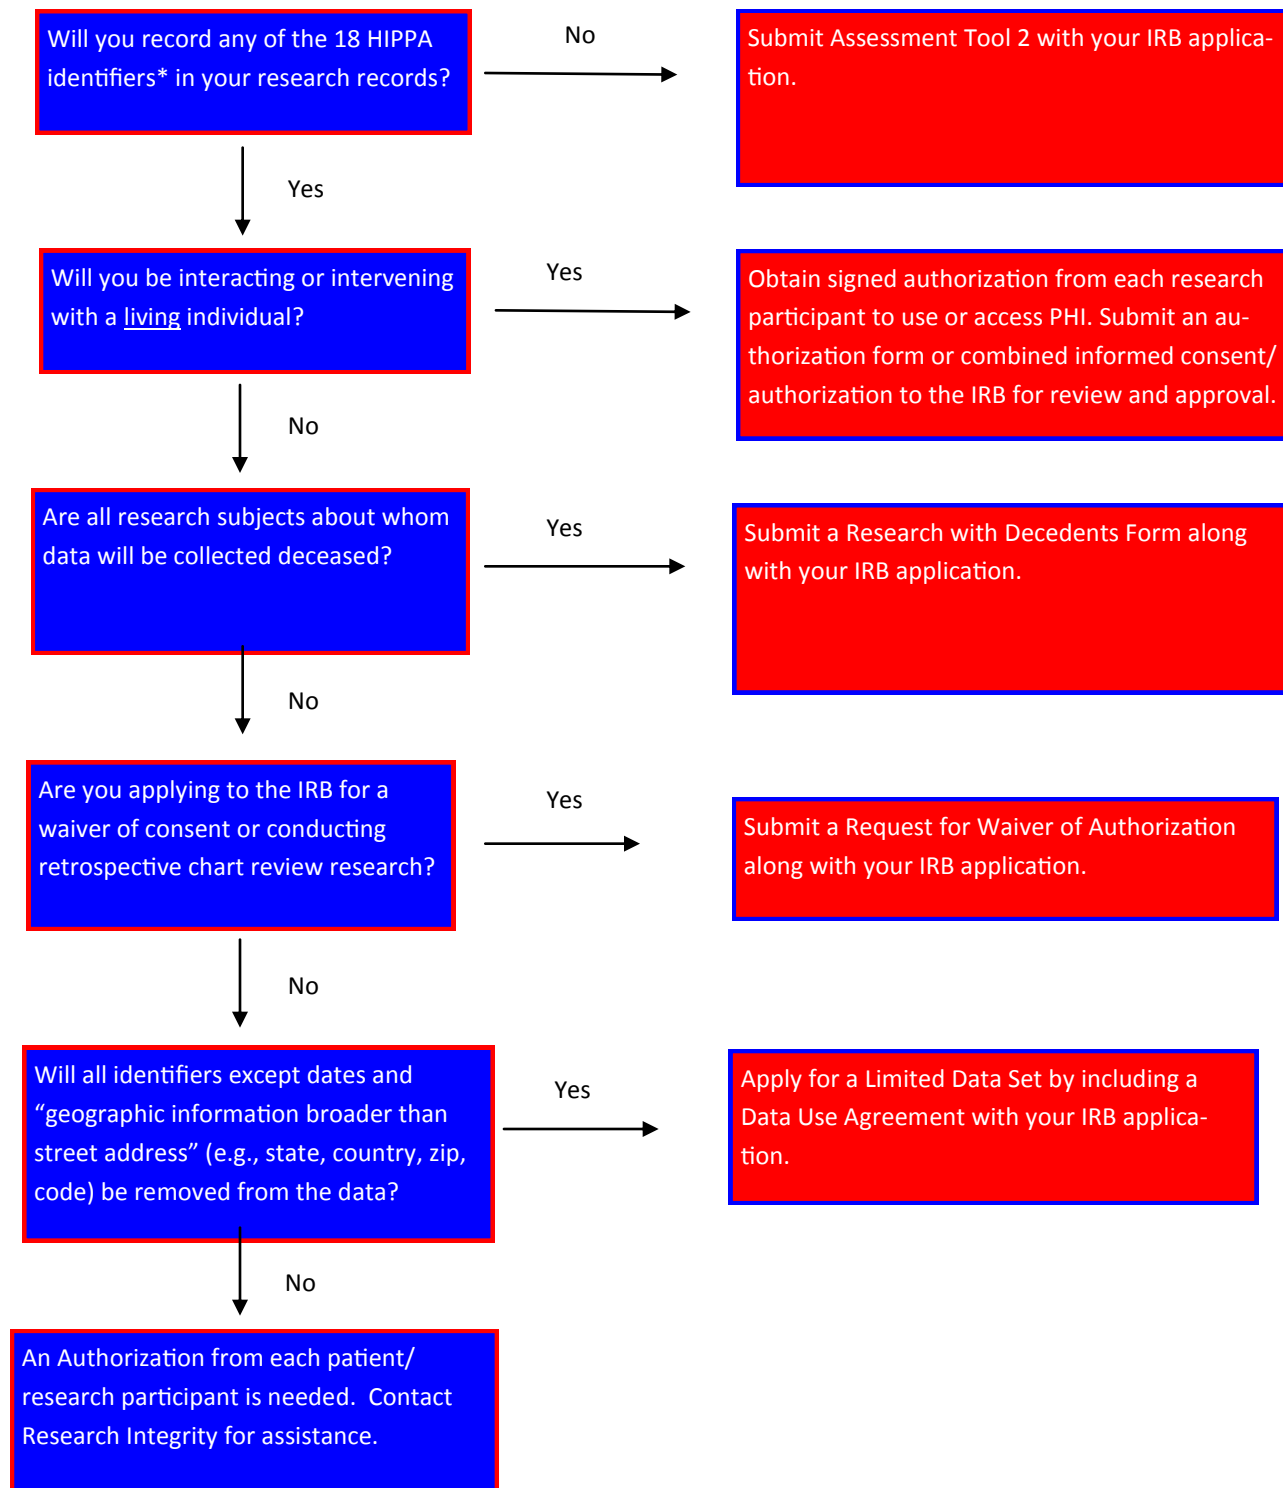 Will you record any of the 18 HIPPA
identifiers* in your research records?
No
Submit Assessment Tool 2 with your IRB applica-
tion.
Yes
Will you be interacting or intervening
with a living individual?
Yes
Obtain signed authorization from each research
participant to use or access PHI. Submit an au-
thorization form or combined informed consent/
authorization to the IRB for review and approval.
No
Are all research subjects about whom
data will be collected deceased?
Yes
Submit a Research with Decedents Form along
with your IRB application.
No
Are you applying to the IRB for a
waiver of consent or conducting
retrospective chart review research?
Yes
Submit a Request for Waiver of Authorization
along with your IRB application.
No
Will all identifiers except dates and
“geographic information broader than
street address” (e.g., state, country, zip,
code) be removed from the data?
Yes
Apply for a Limited Data Set by including a
Data Use Agreement with your IRB applica-
tion.
No
An Authorization from each patient/
research participant is needed.  Contact
Research Integrity for assistance.